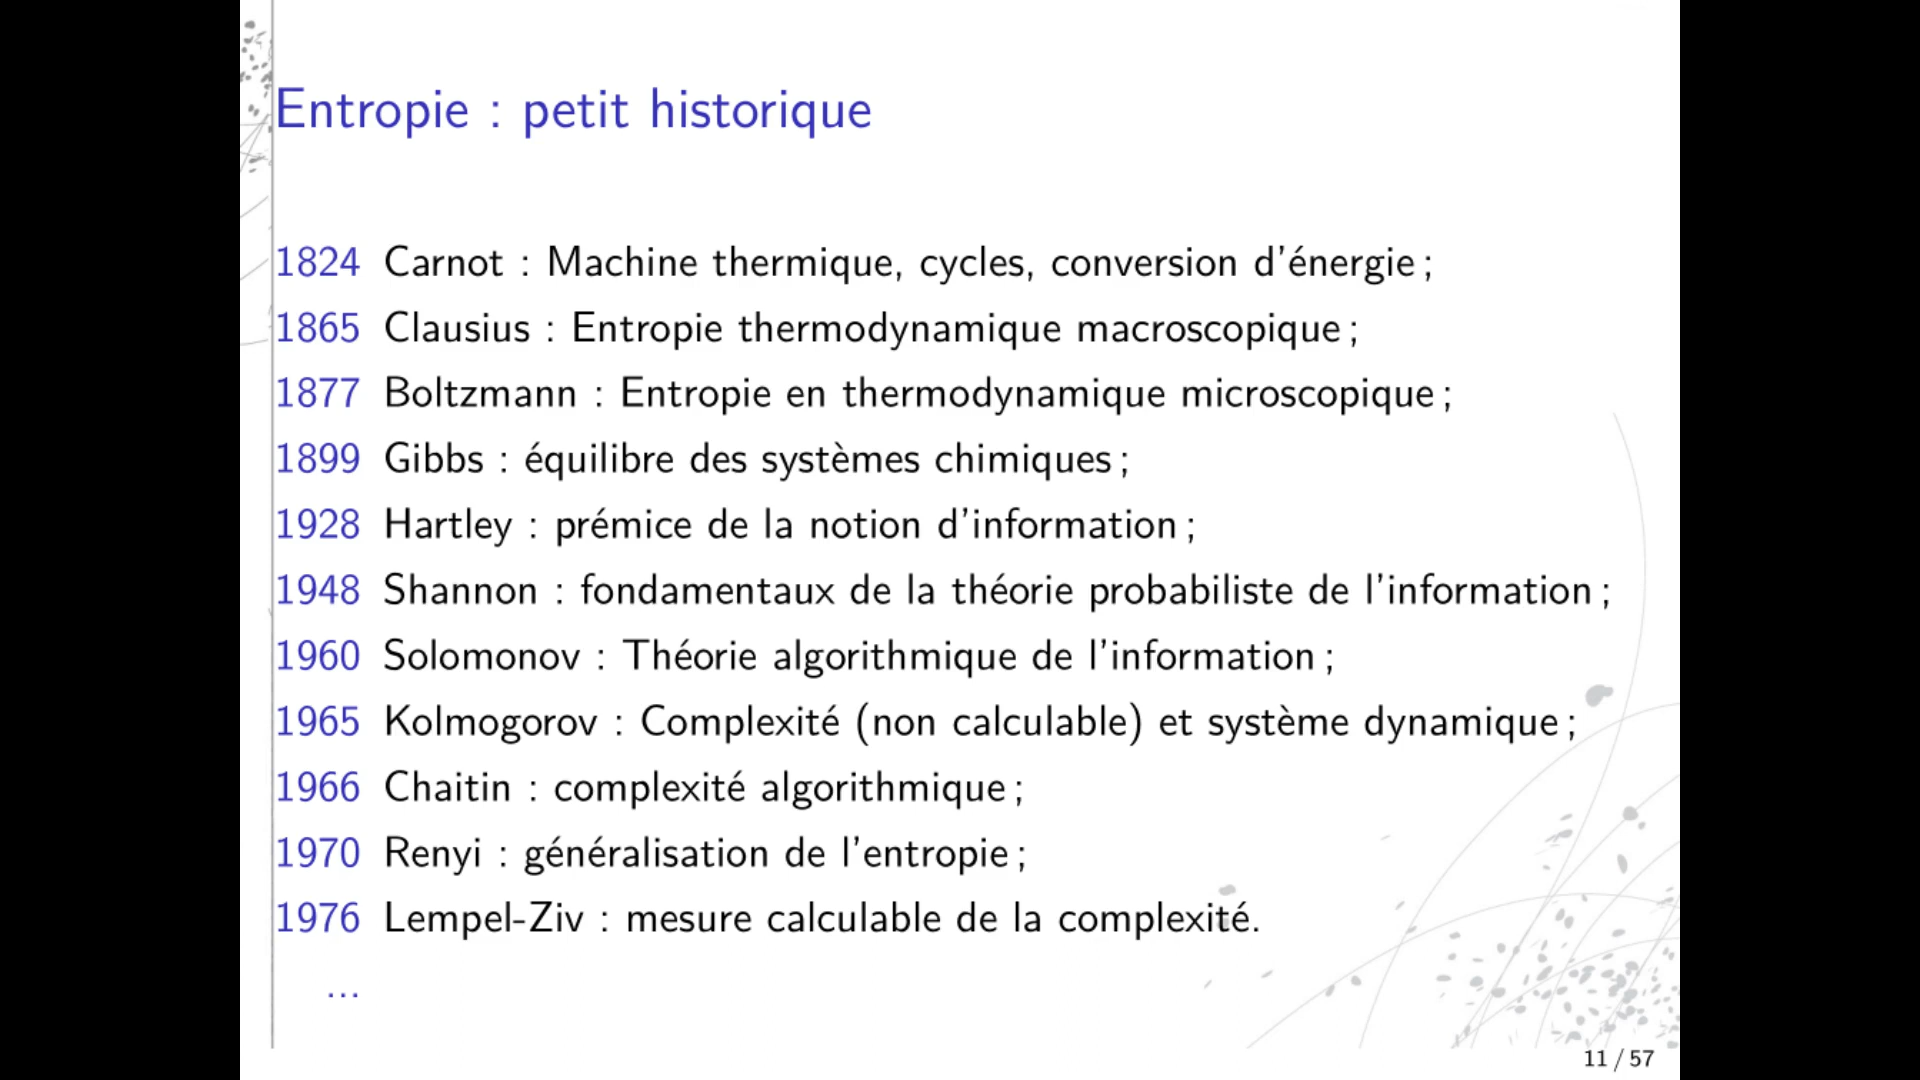 Entropie : petit historique
1824 Carnot : Machine thermique, cycles, conversion d'énergie ;
1865 Clausius : Entropie thermodynamique macroscopique ;
1877 Boltzmann : Entropie en thermodynamique microscopique ;
1899 Gibbs : équilibre des systèmes chimiques ;
1928 Hartley : prémice de la notion d'information ;
1948 Shannon : fondamentaux de la théorie probabiliste de l'information ;
1960 Solomonov : Théorie algorithmique de l'information ;
1965 Kolmogorov : Complexité (non calculable) et système dynamique ;
1966 Chaitin : complexité algorithmique ;
1970 Renyi : généralisation de l'entropie ;
1976 Lempel-Ziv : mesure calculable de la complexité.
...
11 / 57